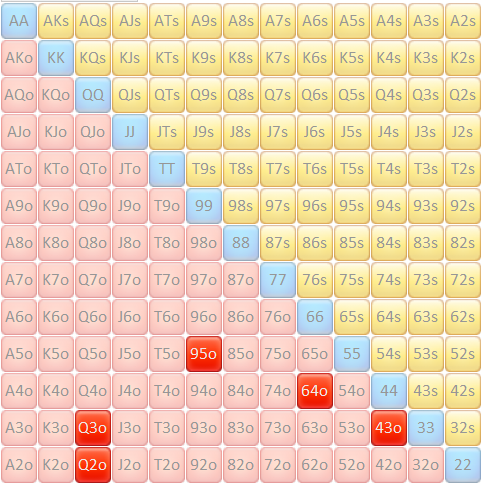 AA AKs AQs AJs ATs A9s A8s A7s A6s A5s A4s A3s A2s
AKo KK KQs KJs KTs K9s K8s K7s K6s K5s K4s K3s K2s
AQo KQo QQ QJs QTs Q9s Q8s Q7s Q6s Q5s Q4s Q3s Q2s
AJo KJo QJo JJ JTs J9s J8s J7s J6s J5s J4s J3s J2s
ATo KTo QTo JTo TT T9s T8s T7s T6s T5s T4s T3s T2s
A9o K9o Q9o J9o T9o 99 98s 97s 96s 95s 94s 93s 92s
A8o K8o Q8o J8o T8o 98o 88 87s 86s 85s 84s 83s 82s
A7o K7o Q7o J7o T7o 97o 87o 77 76s 75s 74s 73s 72s
A6o K6o Q6o J6o T6o 96o 86o 76o 66 65s 64s 63s 62s
A5o K5o Q5o J5o T5o 95o 85o 75o 65o 55 54s 53s 52s
A4o K4o Q4o J4o T4o 94o 84o 74o 64o 54o 44 43s 42s
A3o K3o Q3o J3o T3o 93o 83o 73o 63o 53o 43o 33 32s
A2o K2o Q2o J2o T2o 92o 82o 72o 62o 52o 42o 32o 22